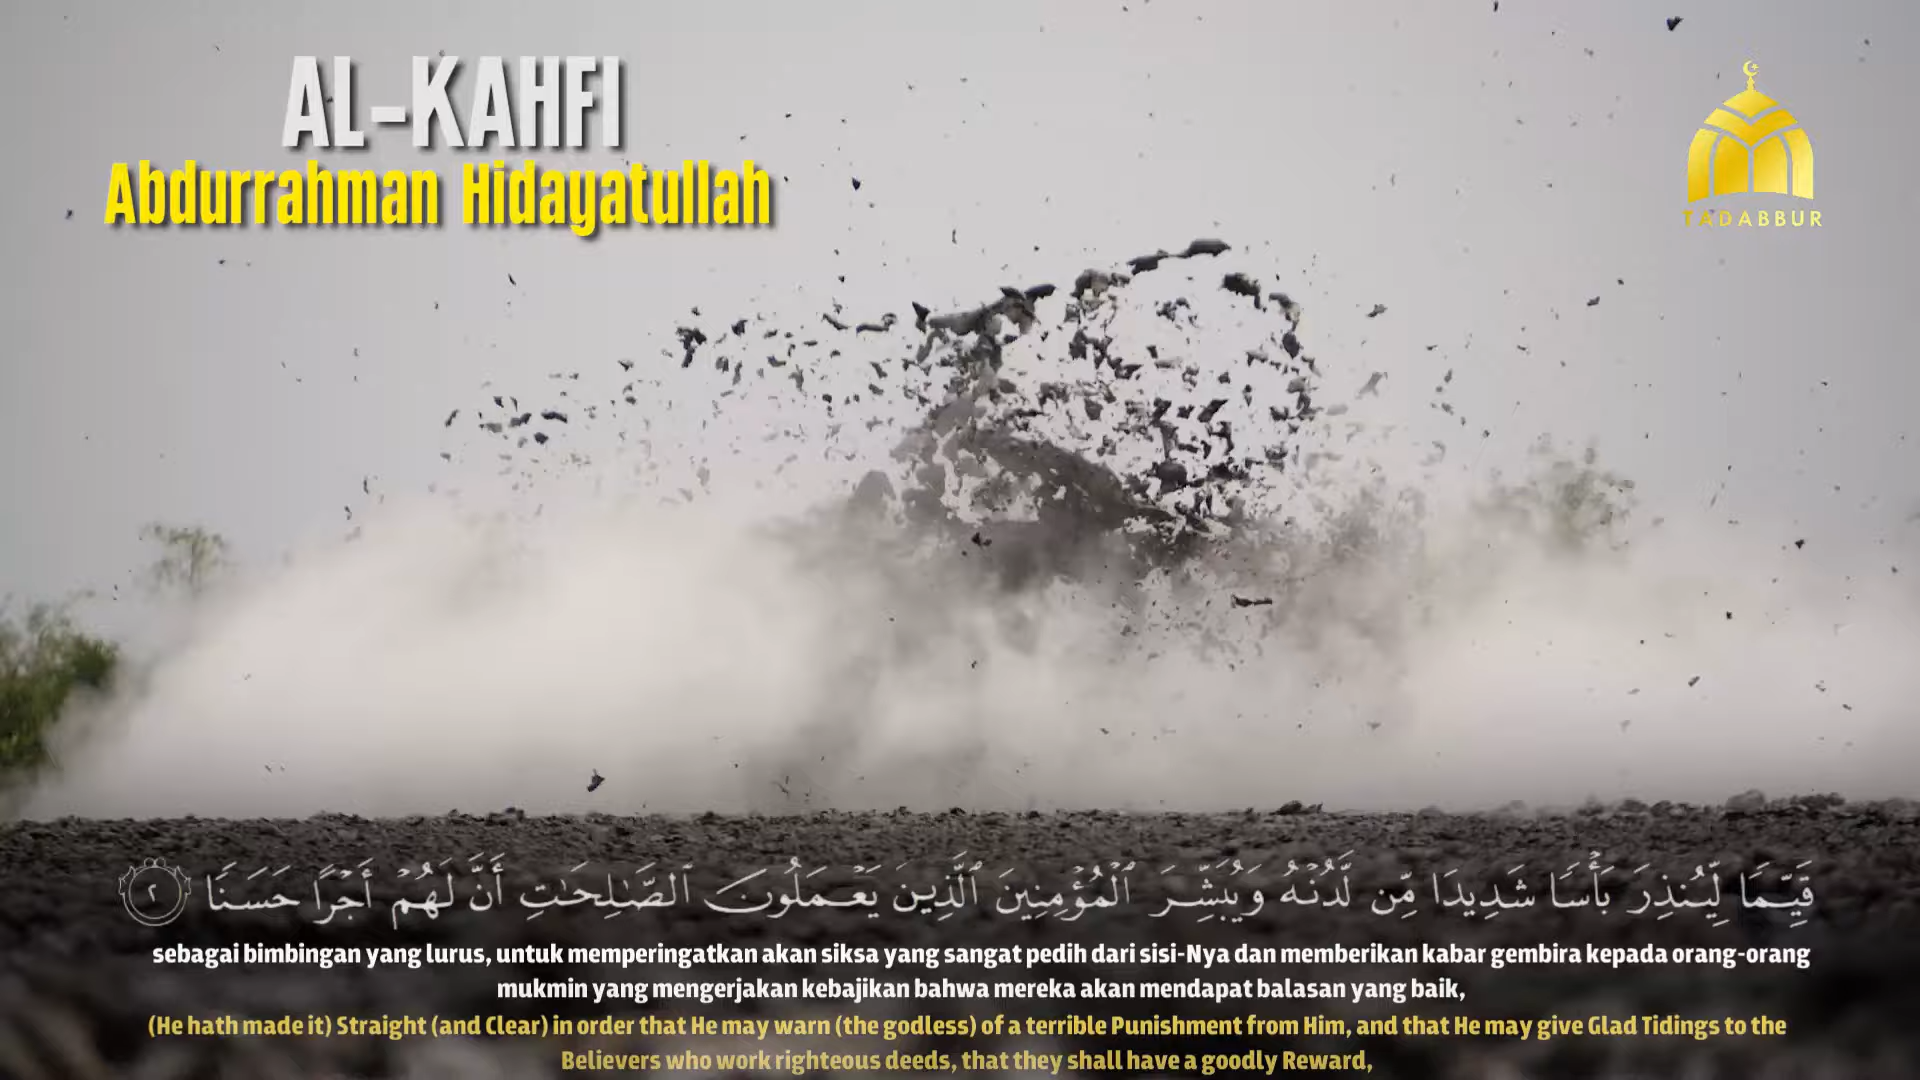 AL-KAHFI
Abdurrahman Hidayatullah
TADABBUR
قَيِّمًا لِّيُنذِرَ بَأْسًا شَدِيدًا مِّن لَّدُنْهُ وَيُبَشِّرَ ٱلْمُؤْمِنِينَ ٱلَّذِينَ يَعْمَلُونَ ٱلصَّٰلِحَٰتِ أَنَّ لَهُمْ أَجْرًا حَسَنًا ٢
sebagai bimbingan yang lurus, untuk memperingatkan akan siksa yang sangat pedih dari sisi-Nya dan memberikan kabar gembira kepada orang-orang
mukmin yang mengerjakan kebajikan bahwa mereka akan mendapat balasan yang baik,
(He hath made it) Straight (and Clear) in order that He may warn (the godless) of a terrible Punishment from Him, and that He may give Glad Tidings to the
Believers who work righteous deeds, that they shall have a goodly Reward,